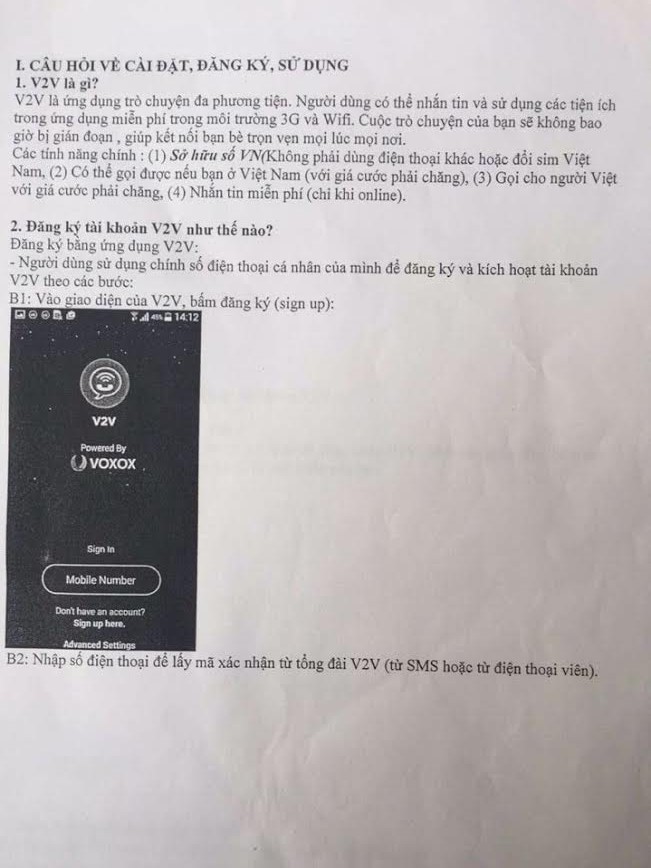 I. CÂU HỎI VỀ CÀI ĐẶT, ĐĂNG KÝ, SỬ DỤNG
1. V2V là gì?
V2V là ứng dụng trò chuyện đa phương tiện. Người dùng có thể nhắn tin và sử dụng các tiện ích
trong ứng dụng miễn phí trong môi trường 3G và Wifi. Cuộc trò chuyện của bạn sẽ không bao
giờ bị gián đoạn , giúp kết nối bạn bè trọn vẹn mọi lúc mọi nơi.
Các tính năng chính : (1) Sở hữu số VN(Không phải dùng điện thoại khác hoặc đổi sim Việt
Nam, (2) Có thể gọi được nếu bạn ở Việt Nam (với giá cước phải chăng), (3) Gọi cho người Việt
với giá cước phải chăng, (4) Nhắn tin miễn phí (chỉ khi online).
2. Đăng ký tài khoản V2V như thế nào?
Đăng ký bằng ứng dụng V2V:
- Người dùng sử dụng chính số điện thoại cá nhân của mình để đăng ký và kích hoạt tài khoản
V2V theo các bước:
B1: Vào giao diện của V2V, bấm đăng ký (sign up):
45% 14:12
V2V
Powered By
VOXOX
Sign In
Mobile Number
Don't have an account?
Sign up here.
Advanced Settings
B2: Nhập số điện thoại để lấy mã xác nhận từ tổng đài V2V (từ SMS hoặc từ điện thoại viên).